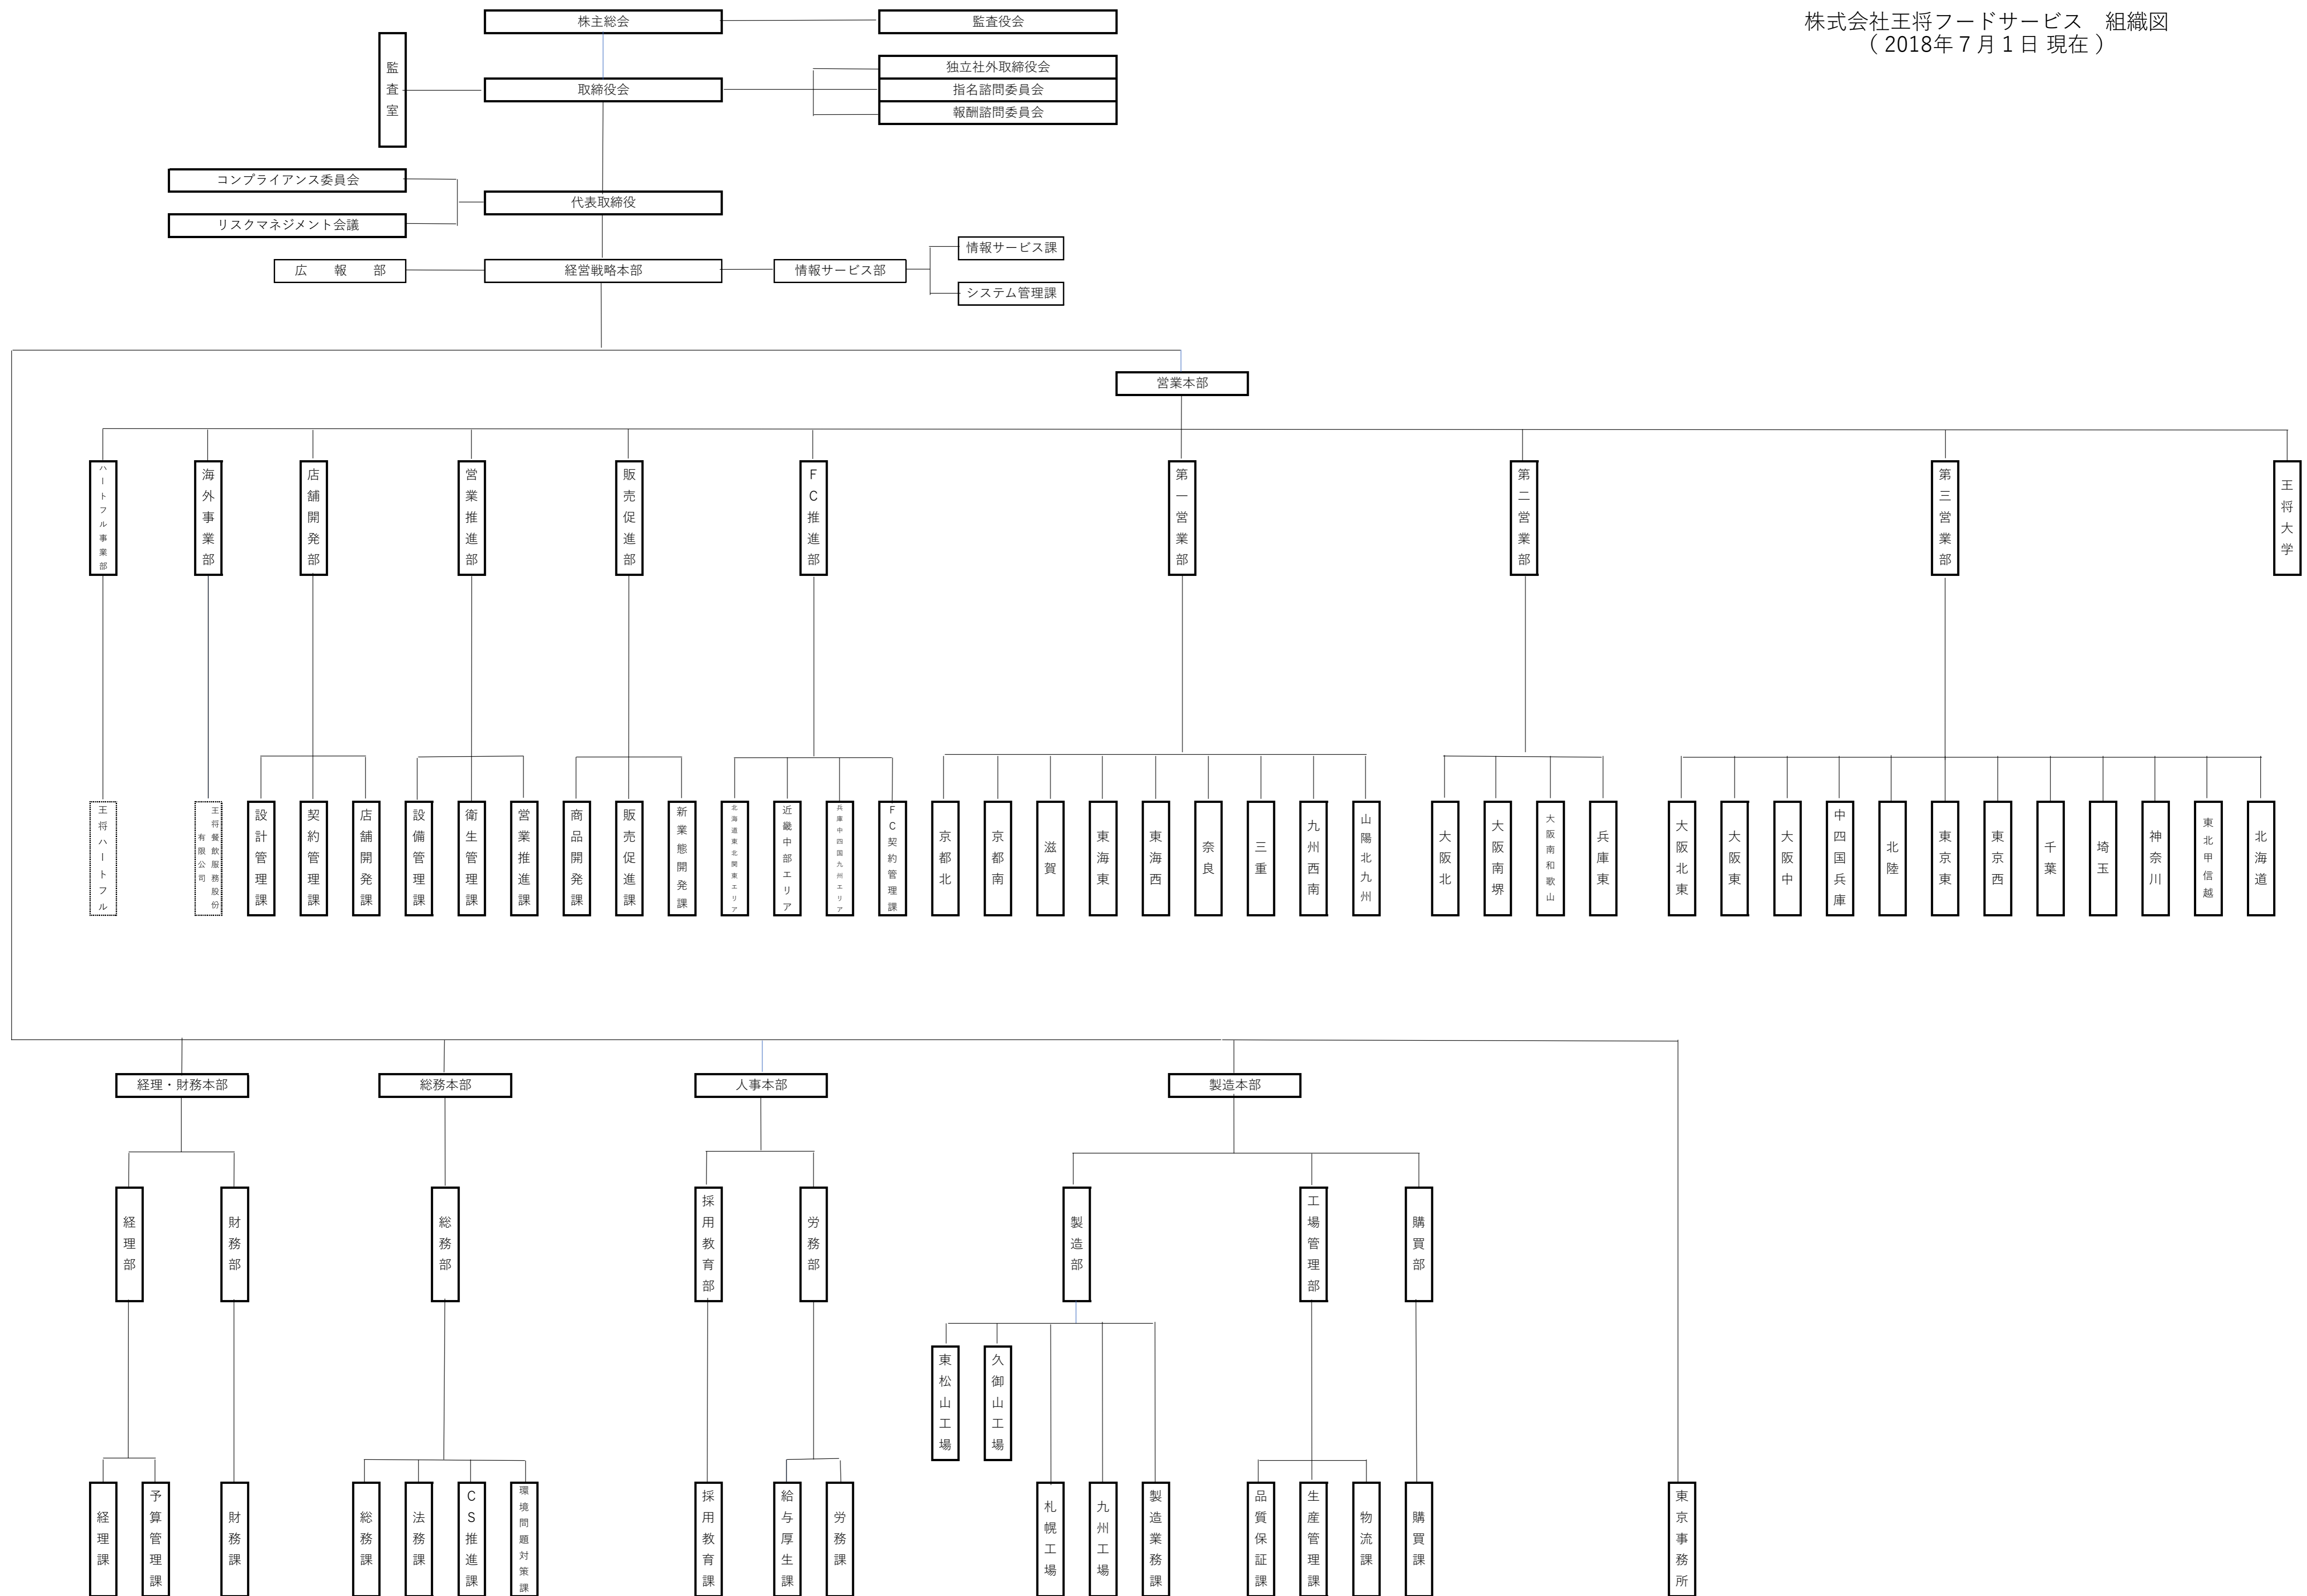 株式会社王将フードサービス　組織図
（ 2018年７月１日 現在 ）
株主総会
監査役会
監査室
取締役会
独立社外取締役会
指名諮問委員会
報酬諮問委員会
コンプライアンス委員会
リスクマネジメント会議
代表取締役
広　報　部
経営戦略本部
情報サービス部
情報サービス課
システム管理課
営業本部
ハートフル事業部
海外事業部
店舗開発部
営業推進部
販売促進部
ＦＣ推進部
第一営業部
第二営業部
第三営業部
王将大学
王将ハートフル
王将餐飲服務股份
有限公司
設計管理課
契約管理課
店舗開発課
設備管理課
衛生管理課
営業推進課
商品開発課
販売促進課
新業態開発課
北海道東北関東エリア
近畿中部エリア
兵庫中四国九州エリア
ＦＣ契約管理課
京都北
京都南
滋賀
東海東
東海西
奈良
三重
九州西南
山陽北九州
大阪北
大阪南堺
大阪南和歌山
兵庫東
大阪北東
大阪東
大阪中
中四国兵庫
北陸
東京東
東京西
千葉
埼玉
神奈川
東北甲信越
北海道
経理・財務本部
総務本部
人事本部
製造本部
経理部
財務部
総務部
採用教育部
労務部
製造部
工場管理部
購買部
東松山工場
久御山工場
経理課
予算管理課
財務課
総務課
法務課
ＣＳ推進課
環境問題対策課
採用教育課
給与厚生課
労務課
札幌工場
九州工場
製造業務課
品質保証課
生産管理課
物流課
購買課
東京事務所